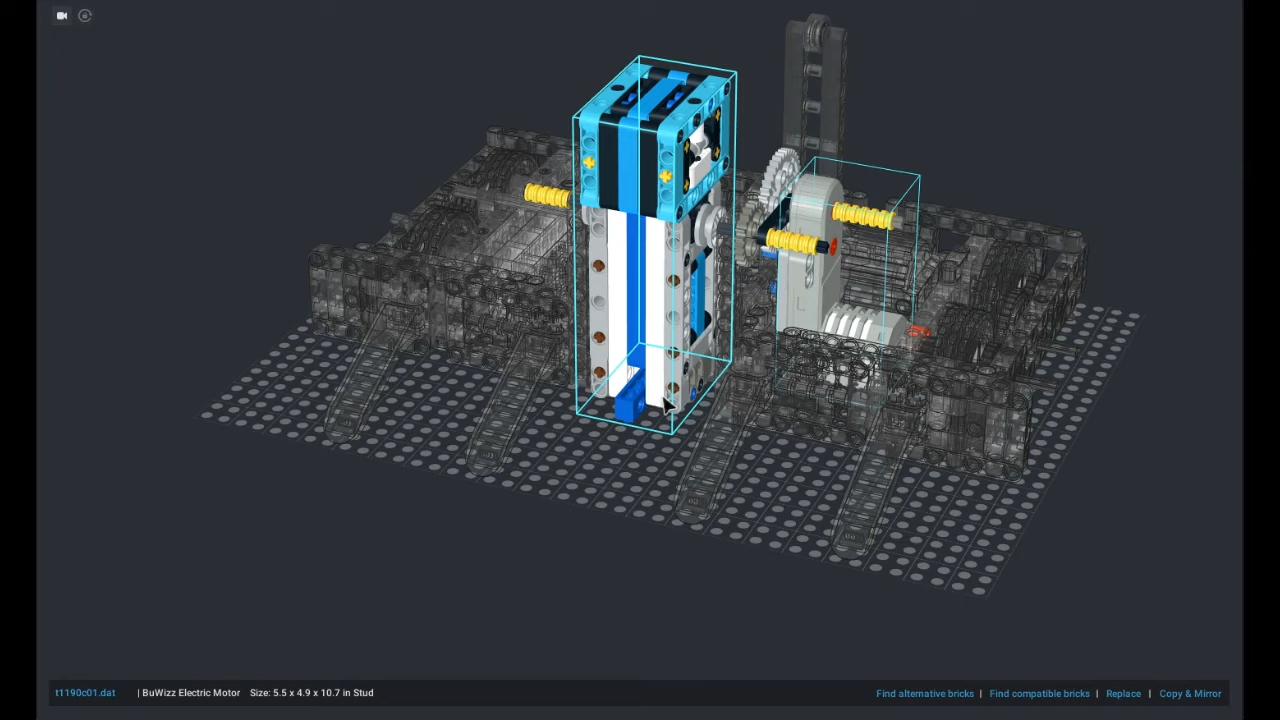 t1190c01.dat | BuWizz Electric Motor Size: 5.5 x 4.9 x 10.7 in Stud
Find alternative bricks | Find compatible bricks | Replace | Copy & Mirror